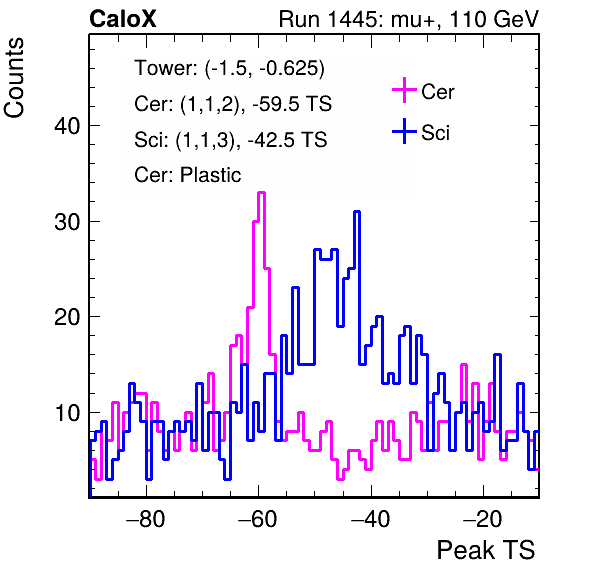 CaloX Run 1445: mu+, 110 GeV
Counts
Tower: (-1.5, -0.625)
Cer: (1,1,2), -59.5 TS
Sci: (1,1,3), -42.5 TS
Cer: Plastic
Cer
Sci
40
30
20
10
−80 −60 −40 −20
Peak TS